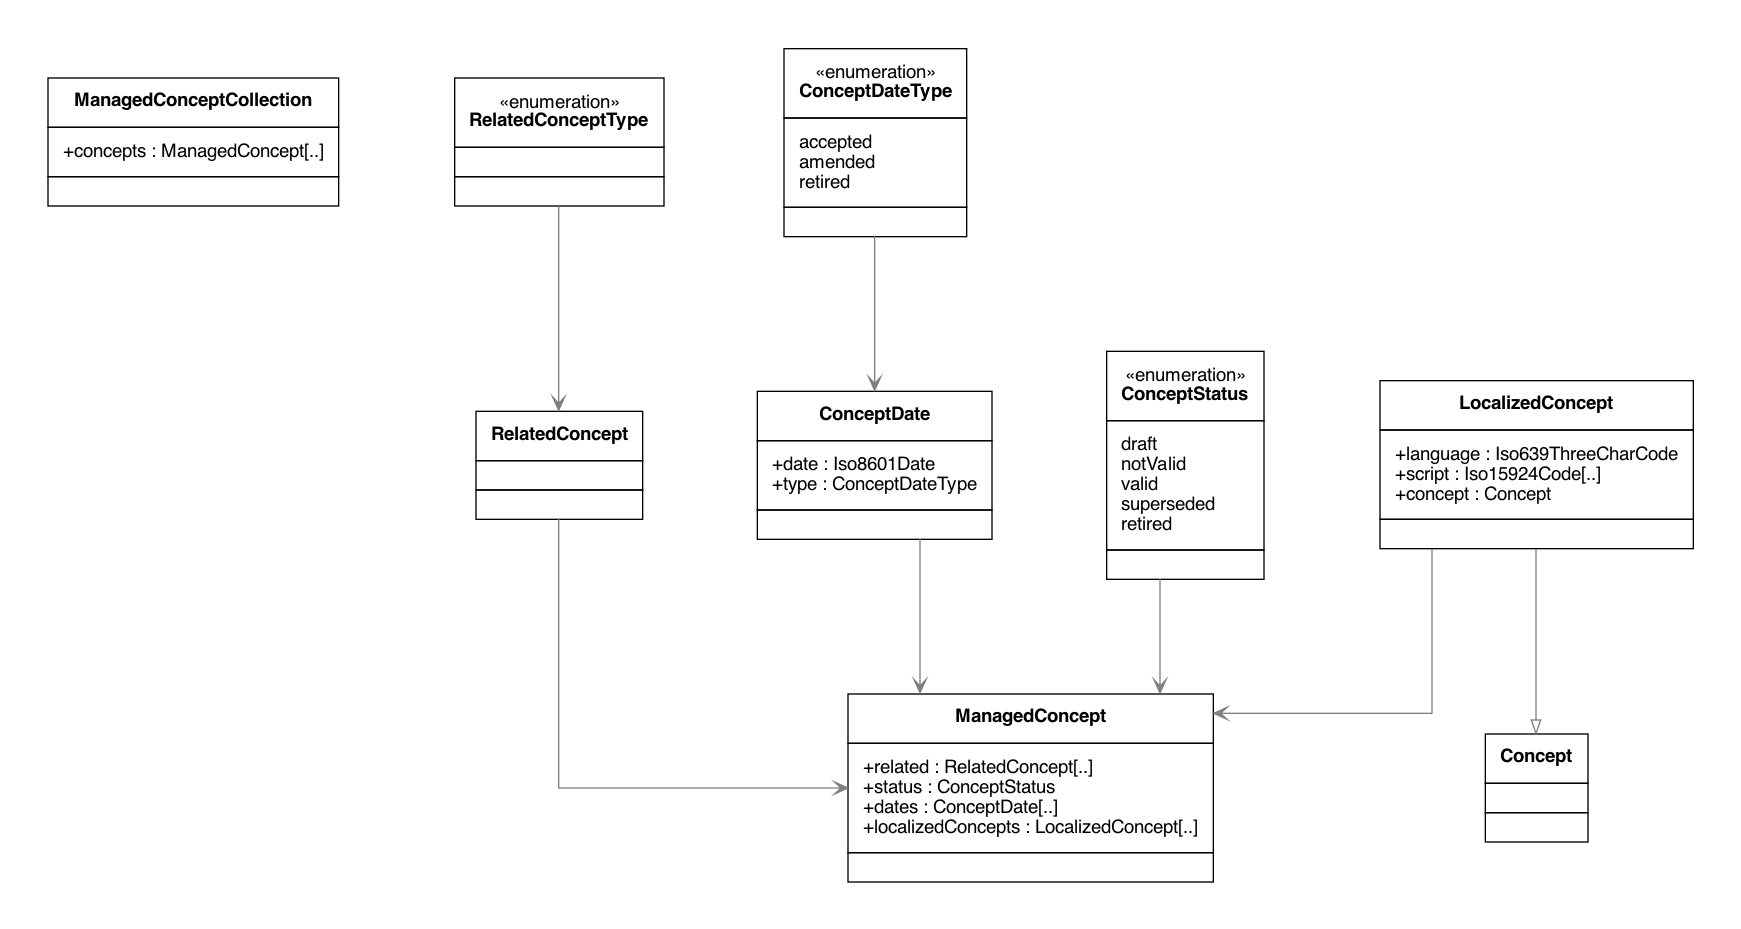 ManagedConceptCollection
+concepts : ManagedConcept[..]
«enumeration»
RelatedConceptType
«enumeration»
ConceptDateType
accepted
amended
retired
RelatedConcept
ConceptDate
+date : Iso8601Date
+type : ConceptDateType
«enumeration»
ConceptStatus
draft
notValid
valid
superseded
retired
LocalizedConcept
+language : Iso639ThreeCharCode
+script : Iso15924Code[..]
+concept : Concept
ManagedConcept
+related : RelatedConcept[..]
+status : ConceptStatus
+dates : ConceptDate[..]
+localizedConcepts : LocalizedConcept[..]
Concept